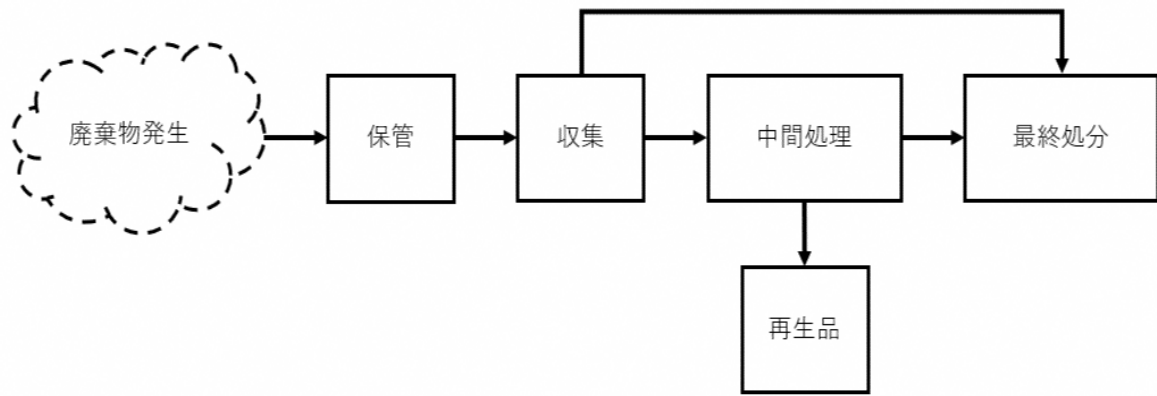 廃棄物発生
保管
収集
中間処理
最終処分
再生品